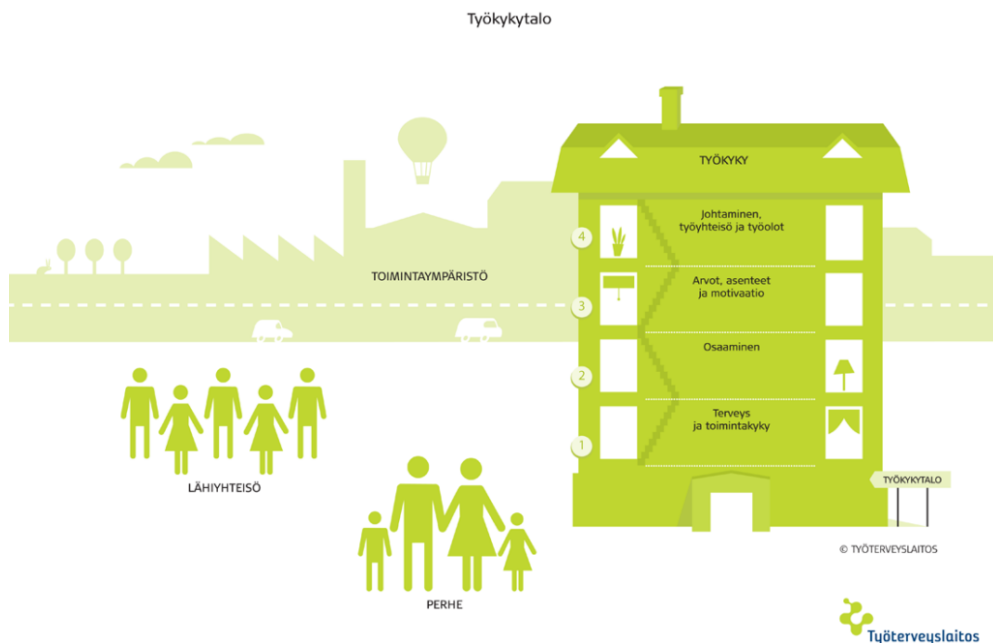 Työkykytalo
TYÖKYKY
4
Johtaminen,
työyhteisö ja työolot
TOIMINTAYMPÄRISTÖ
3
Arvot, asenteet
ja motivaatio
2
Osaaminen
1
Terveys
ja toimintakyky
LÄHIYHTEISÖ
TYÖKYKYTALO
© TYÖTERVEYSLAITOS
PERHE
Työterveyslaitos